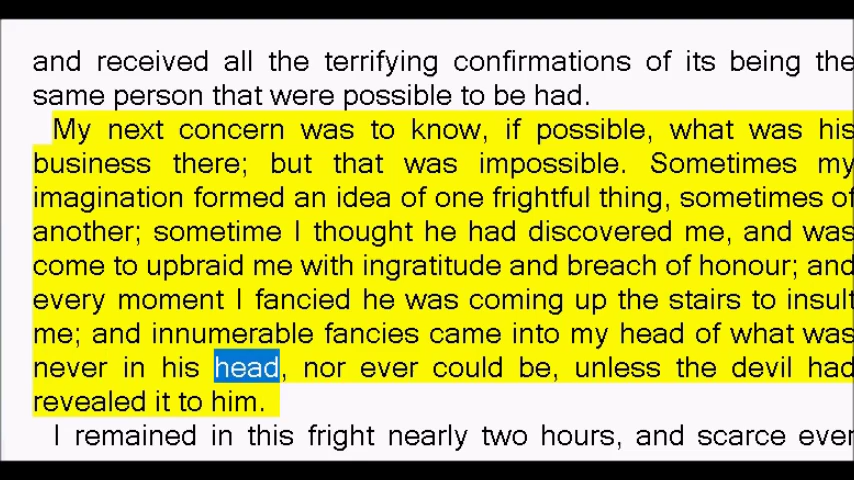 and received all the terrifying confirmations of its being the
same person that were possible to be had.
My next concern was to know, if possible, what was his
business there; but that was impossible. Sometimes my
imagination formed an idea of one frightful thing, sometimes of
another; sometime I thought he had discovered me, and was
come to upbraid me with ingratitude and breach of honour; and
every moment I fancied he was coming up the stairs to insult
me; and innumerable fancies came into my head of what was
never in his head, nor ever could be, unless the devil had
revealed it to him.
I remained in this fright nearly two hours, and scarce ever